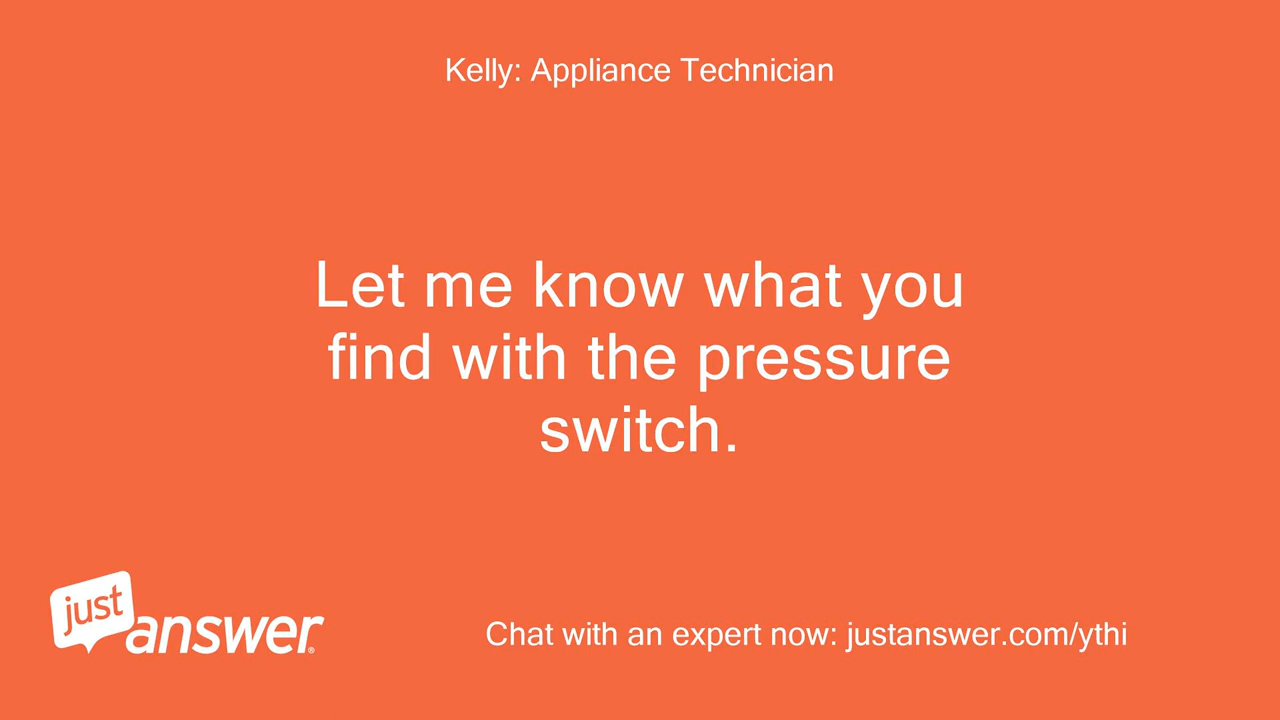 Kelly: Appliance Technician
Let me know what you
find with the pressure
switch.
just
answer®
Chat with an expert now: justanswer.com/ythi